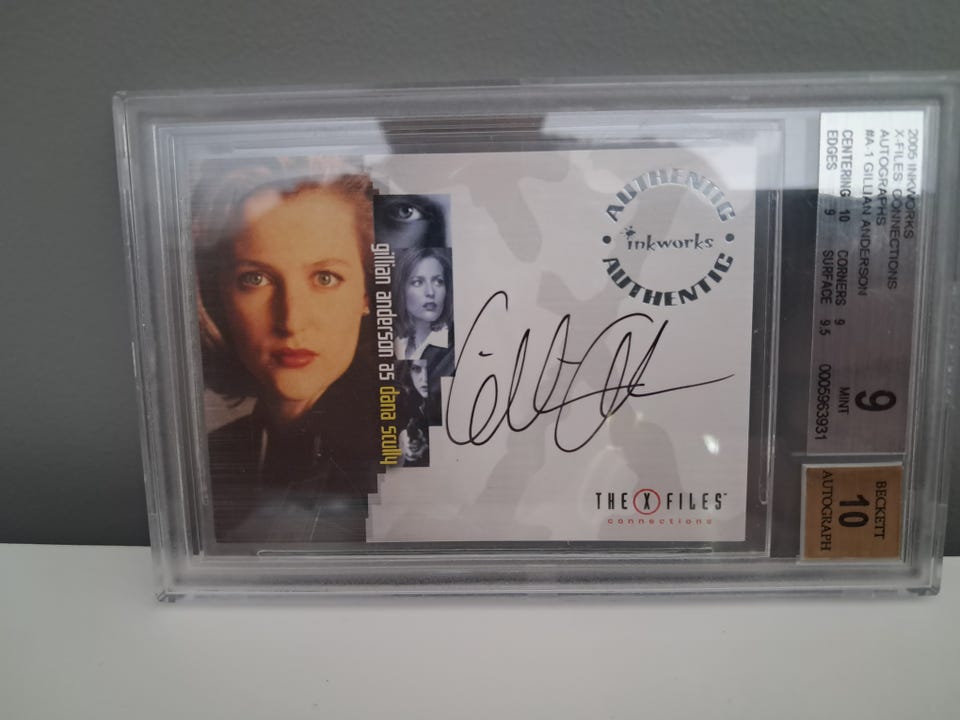 gillian anderson as dana scully
AUTHENTIC
inkworks
AUTHENTIC
THE X FILES™
connections
2005 INKWORKS
X-FILES CONNECTIONS
AUTOGRAPHS
#A-1 GILLIAN ANDERSON
CENTERING 10 CORNERS 9
EDGES 9 SURFACE 9.5
9
MINT
0005963931
BECKETT
10
AUTOGRAPH